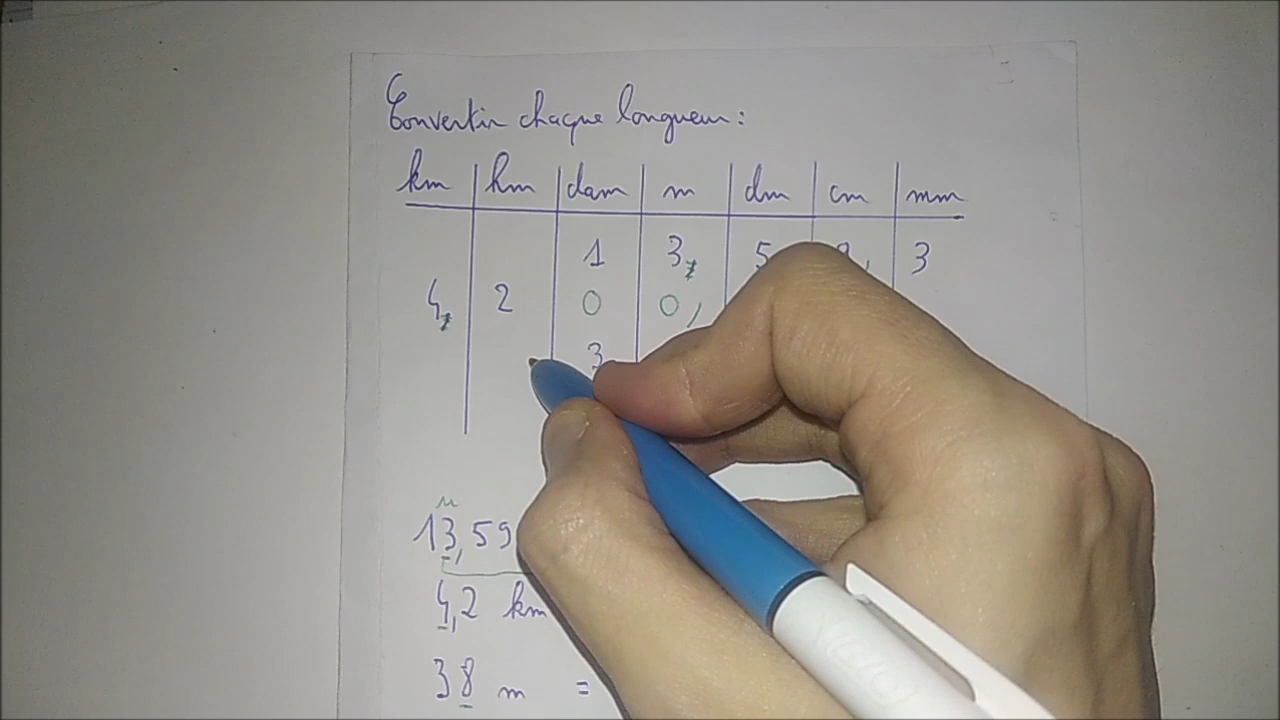 Convertir chaque longueur :
km hm dam m dm cm mm
1 3, 5 9, 3
4, 2 0 0,
3
u
13,59
4,2 km
38 m =